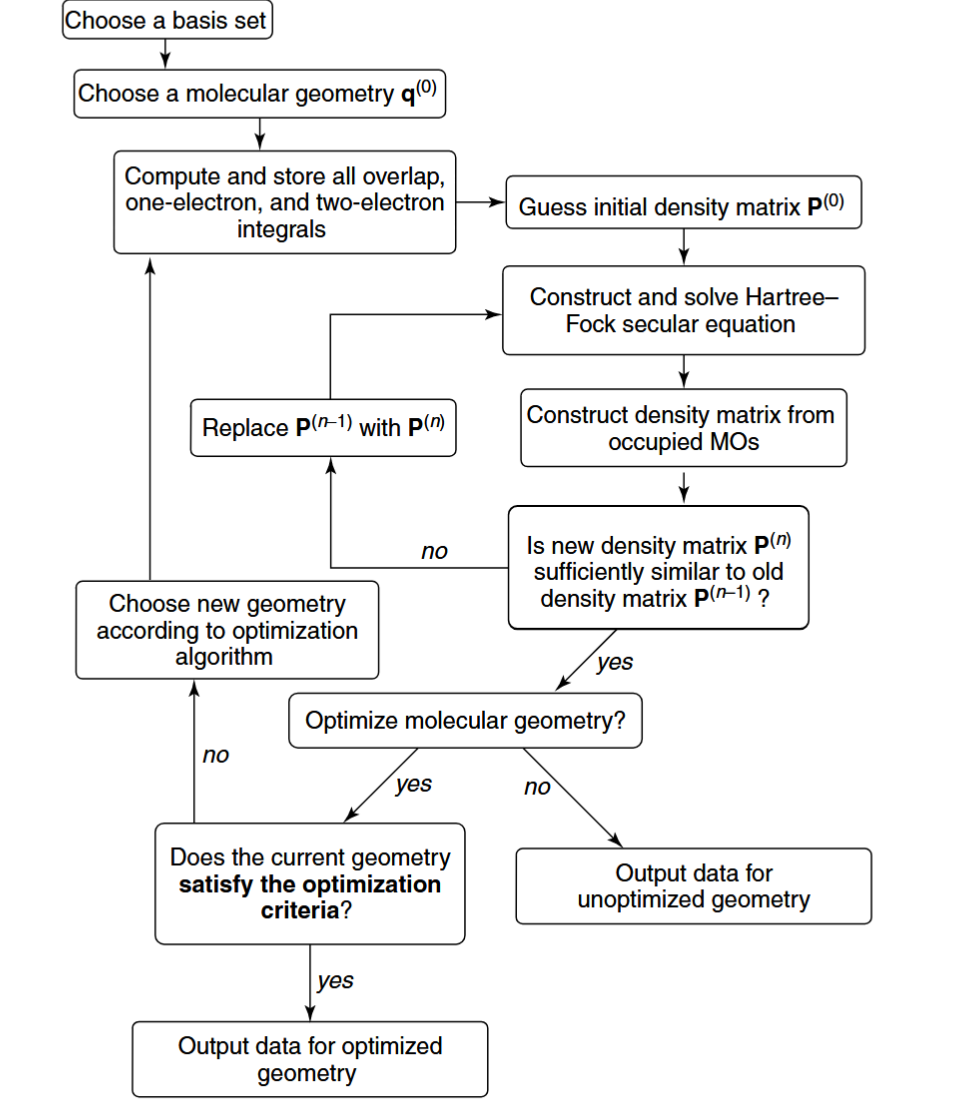 Choose a basis set
Choose a molecular geometry q(0)
Compute and store all overlap,
one-electron, and two-electron
integrals
Guess initial density matrix P(0)
Construct and solve Hartree–
Fock secular equation
Replace P(n–1) with P(n)
Construct density matrix from
occupied MOs
no
Is new density matrix P(n)
sufficiently similar to old
density matrix P(n–1) ?
Choose new geometry
according to optimization
algorithm
yes
Optimize molecular geometry?
no
yes
no
Does the current geometry
satisfy the optimization
criteria?
Output data for
unoptimized geometry
yes
Output data for optimized
geometry